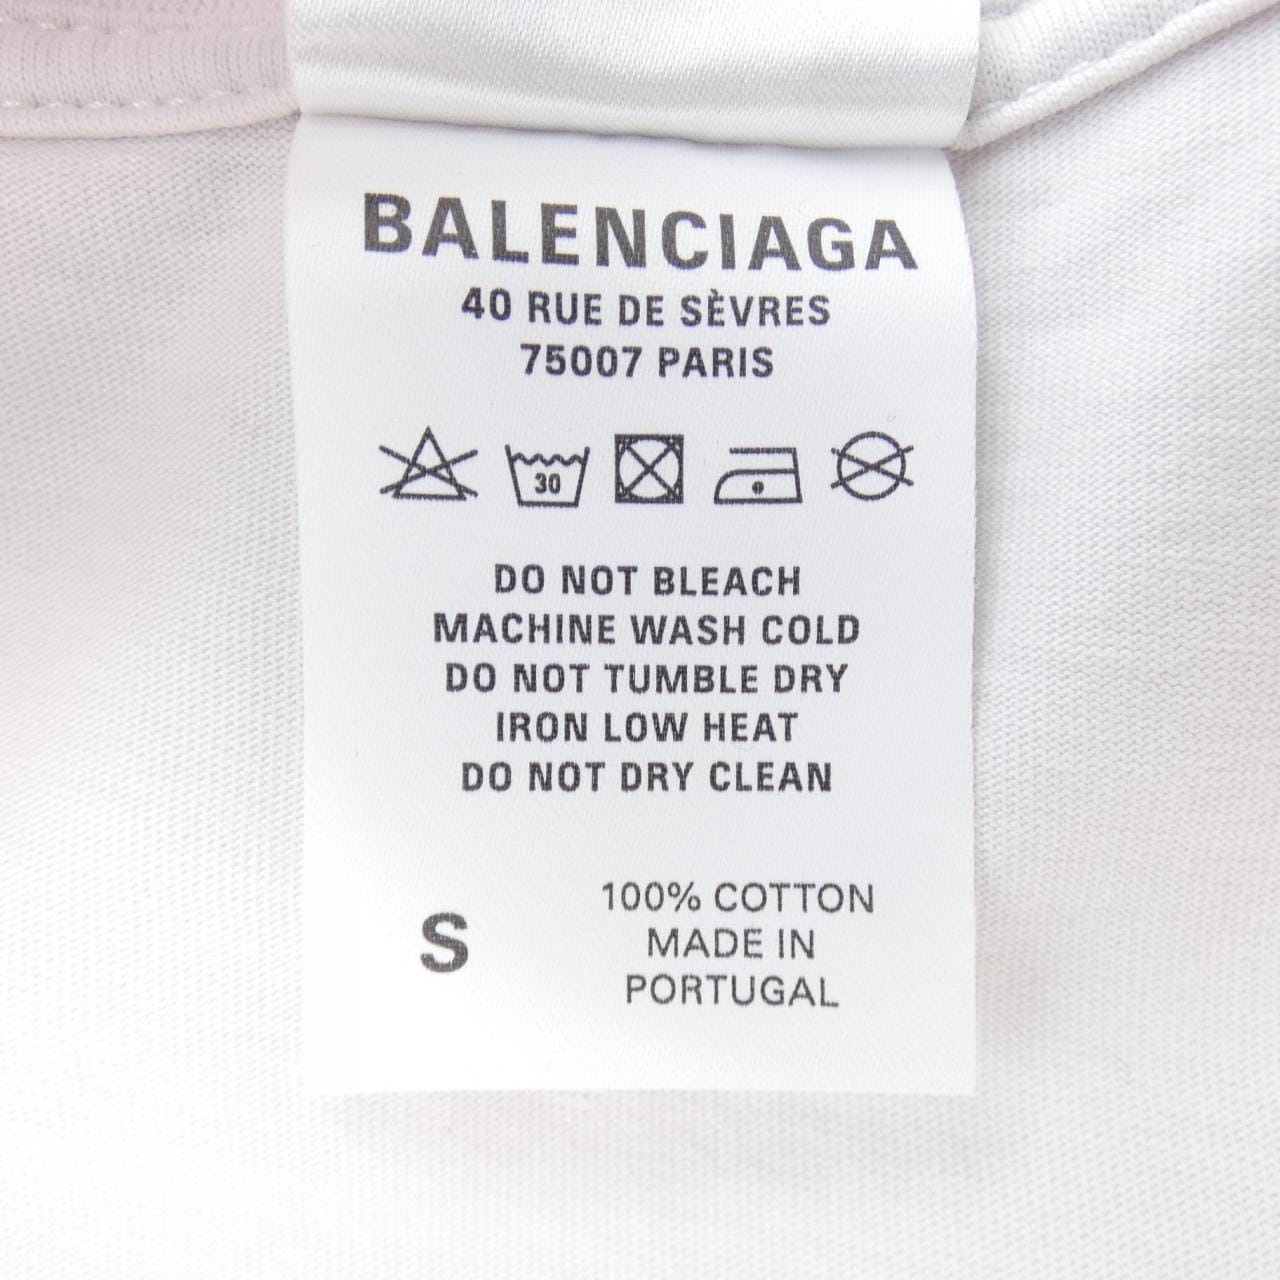 BALENCIAGA
40 RUE DE SÈVRES
75007 PARIS
30
DO NOT BLEACH
MACHINE WASH COLD
DO NOT TUMBLE DRY
IRON LOW HEAT
DO NOT DRY CLEAN
S
100% COTTON
MADE IN
PORTUGAL